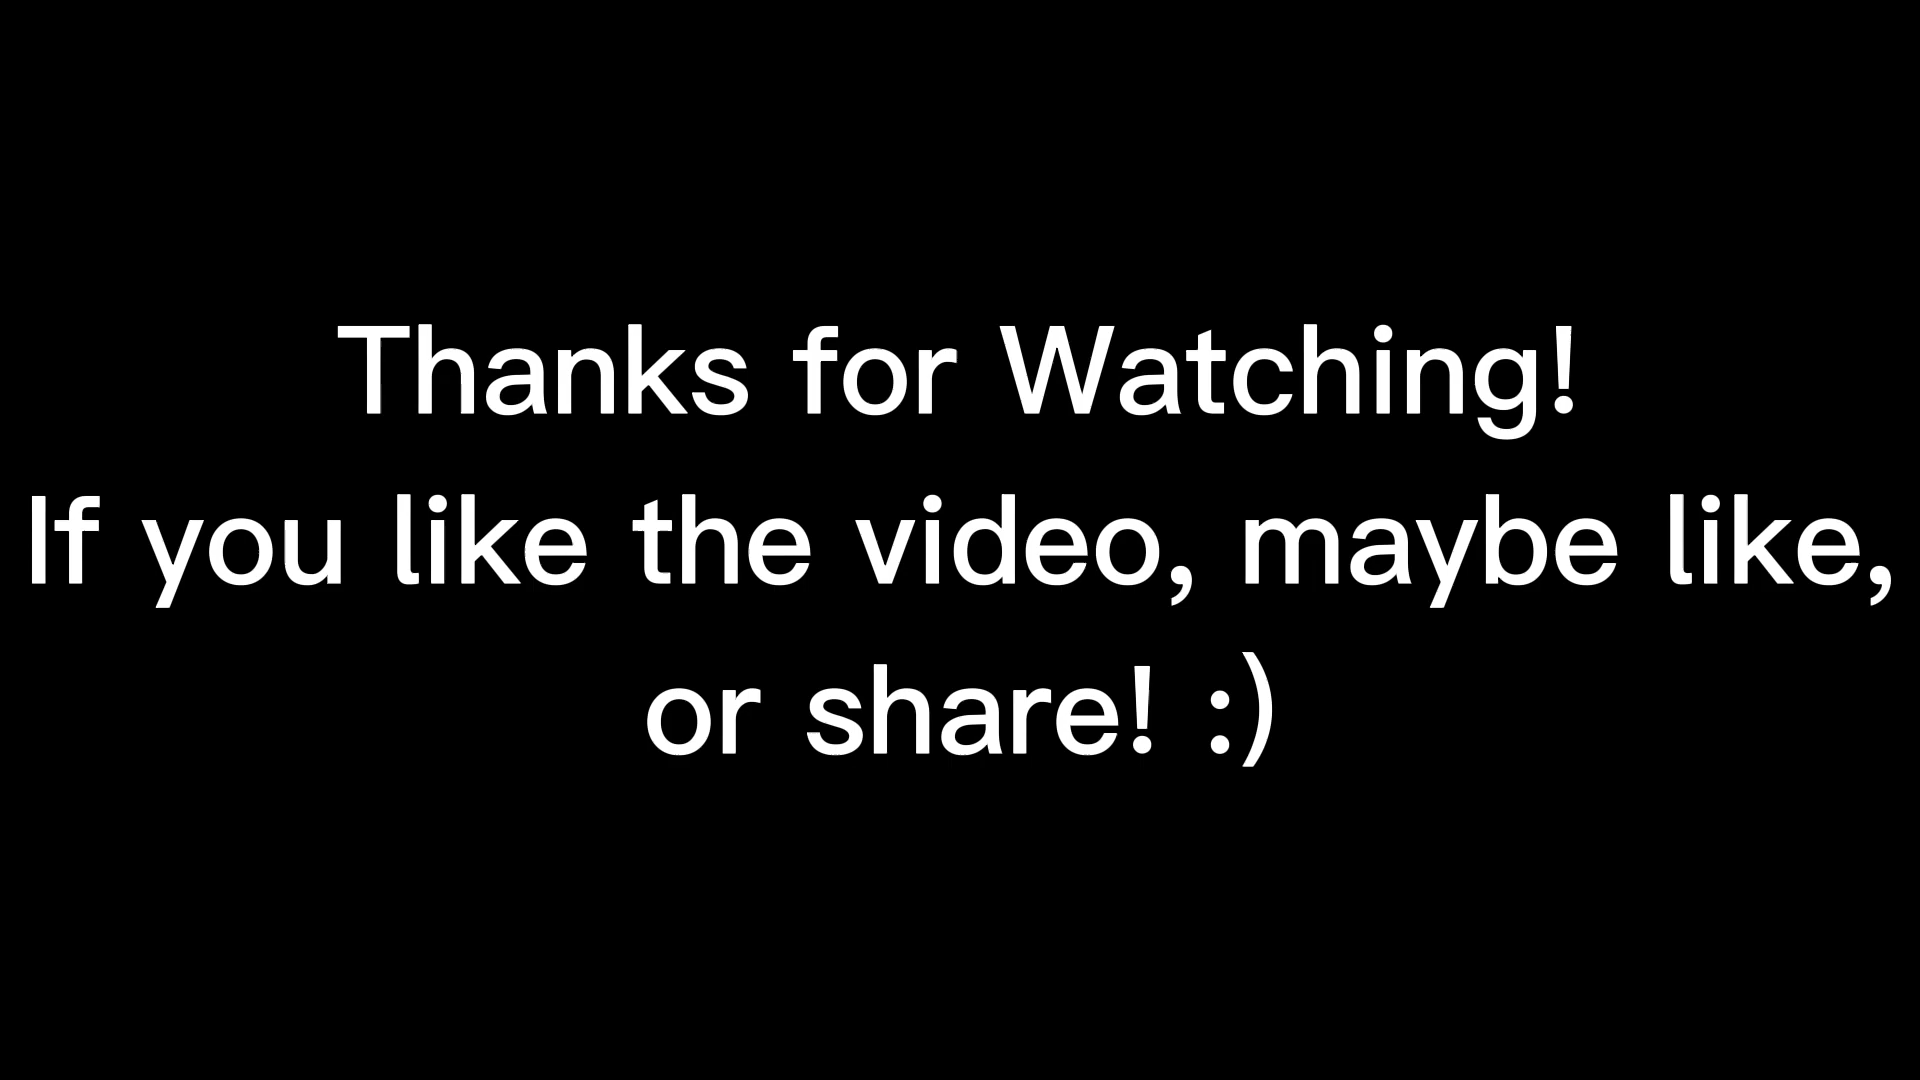 Thanks for Watching!
If you like the video, maybe like,
or share! :)